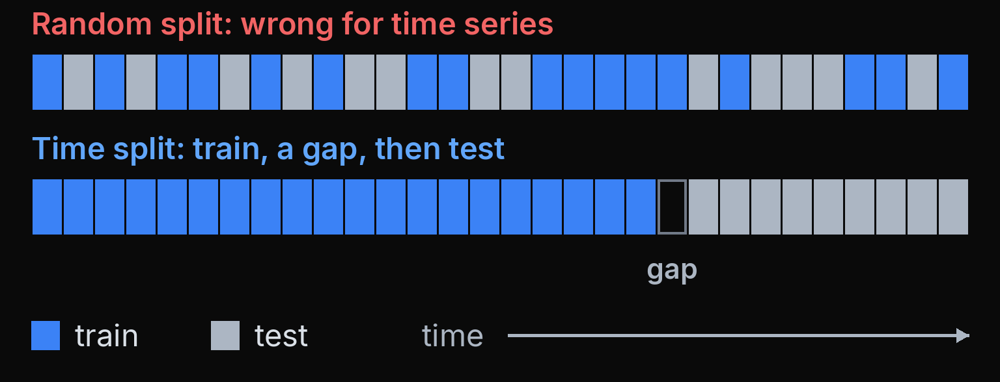 Random split: wrong for time series
Time split: train, a gap, then test
gap
train
test
time